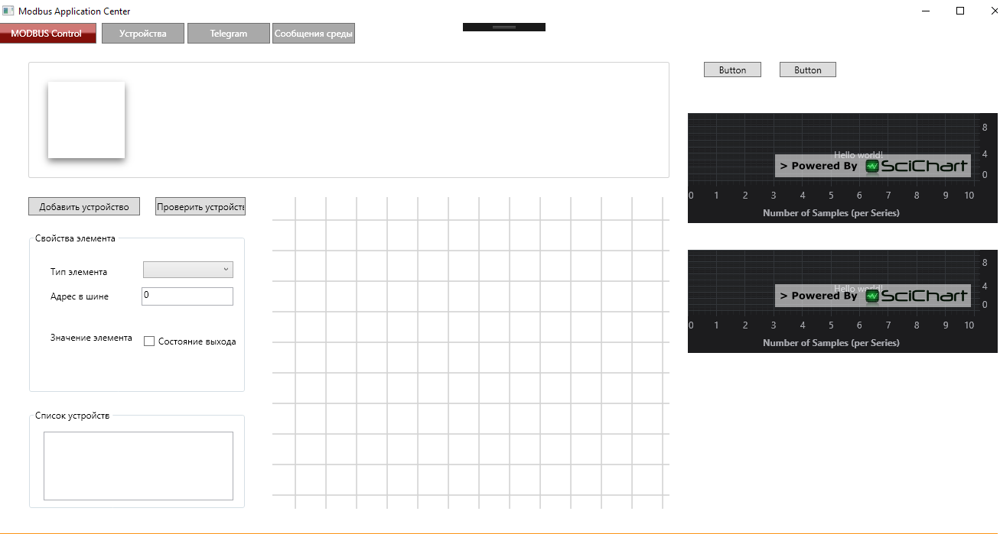 Modbus Application Center
MODBUS Control
Устройства
Telegram
Сообщения среды
Button
Button
8
4
0
Hello world!
> Powered By SciChart
0 1 2 3 4 5 6 7 8 9 10
Number of Samples (per Series)
Добавить устройство
Проверить устройств
Свойства элемента
Тип элемента
Адрес в шине
0
Значение элемента
Состояние выхода
8
4
0
Hello world!
> Powered By SciChart
0 1 2 3 4 5 6 7 8 9 10
Number of Samples (per Series)
Список устройств